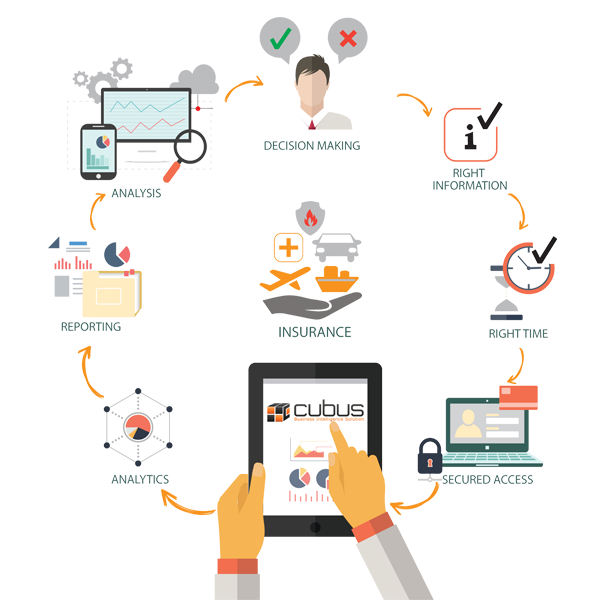 DECISION MAKING
ANALYSIS
RIGHT
INFORMATION
REPORTING
INSURANCE
RIGHT TIME
cubus
Business Intelligence Solution
ANALYTICS
SECURED ACCESS